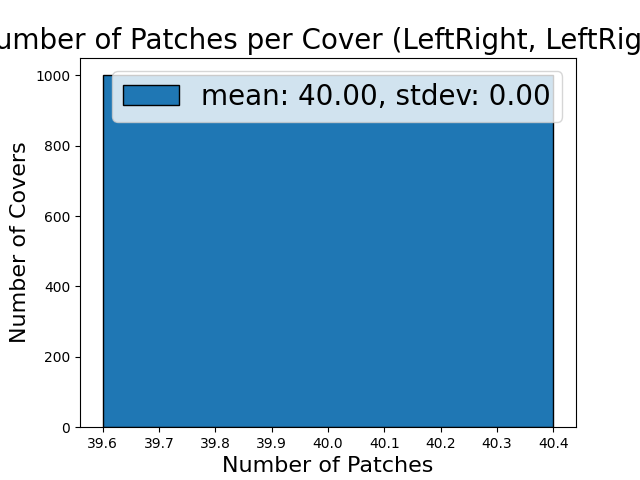 umber of Patches per Cover (LeftRight, LeftRig
mean: 40.00, stdev: 0.00
Number of Covers
1000
800
600
400
200
0
39.6 39.7 39.8 39.9 40.0 40.1 40.2 40.3 40.4
Number of Patches